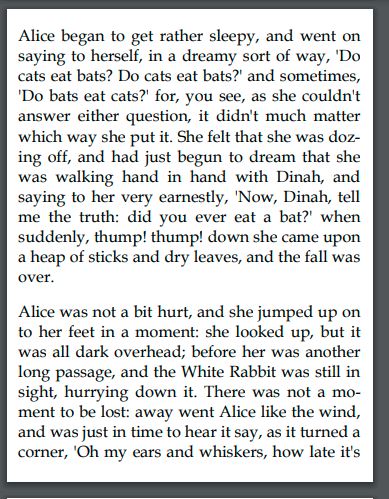 Alice began to get rather sleepy, and went on
saying to herself, in a dreamy sort of way, 'Do
cats eat bats? Do cats eat bats?' and sometimes,
'Do bats eat cats?' for, you see, as she couldn't
answer either question, it didn't much matter
which way she put it. She felt that she was doz-
ing off, and had just begun to dream that she
was walking hand in hand with Dinah, and
saying to her very earnestly, 'Now, Dinah, tell
me the truth: did you ever eat a bat?' when
suddenly, thump! thump! down she came upon
a heap of sticks and dry leaves, and the fall was
over.
Alice was not a bit hurt, and she jumped up on
to her feet in a moment: she looked up, but it
was all dark overhead; before her was another
long passage, and the White Rabbit was still in
sight, hurrying down it. There was not a mo-
ment to be lost: away went Alice like the wind,
and was just in time to hear it say, as it turned a
corner, 'Oh my ears and whiskers, how late it's